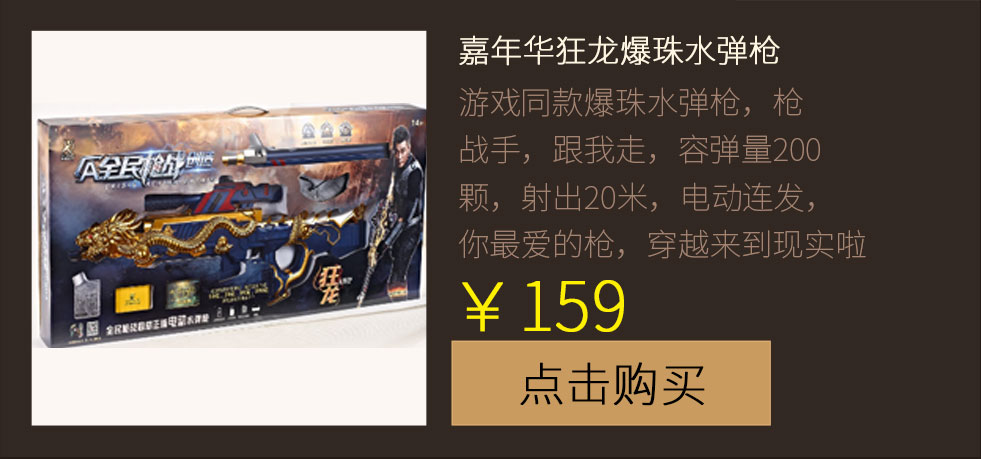 嘉年华狂龙爆珠水弹枪
游戏同款爆珠水弹枪，枪
战手，跟我走，容弹量200
颗，射出20米，电动连发，
你最爱的枪，穿越来到现实啦
￥159
点击购买
14+
全民枪战创造
狂龙